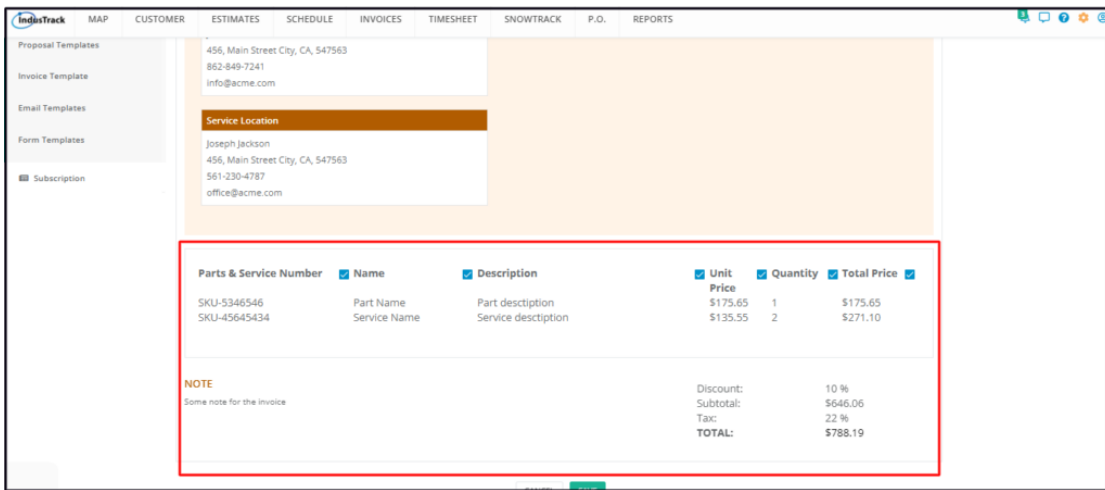 IndusTrack MAP CUSTOMER ESTIMATES SCHEDULE INVOICES TIMESHEET SNOWTRACK P.O. REPORTS 3
Proposal Templates
Invoice Template
Email Templates
Form Templates
Subscription
456, Main Street City, CA, 547563
862-849-7241
info@acme.com
Service Location
Joseph Jackson
456, Main Street City, CA, 547563
561-230-4787
office@acme.com
Parts & Service Number Name Description Unit Price Quantity Total Price
SKU-5346546 Part Name Part desctiption $175.65 1 $175.65
SKU-45645434 Service Name Service desctiption $135.55 2 $271.10
NOTE
Some note for the invoice
Discount: 10 %
Subtotal: $646.06
Tax: 22 %
TOTAL: $788.19